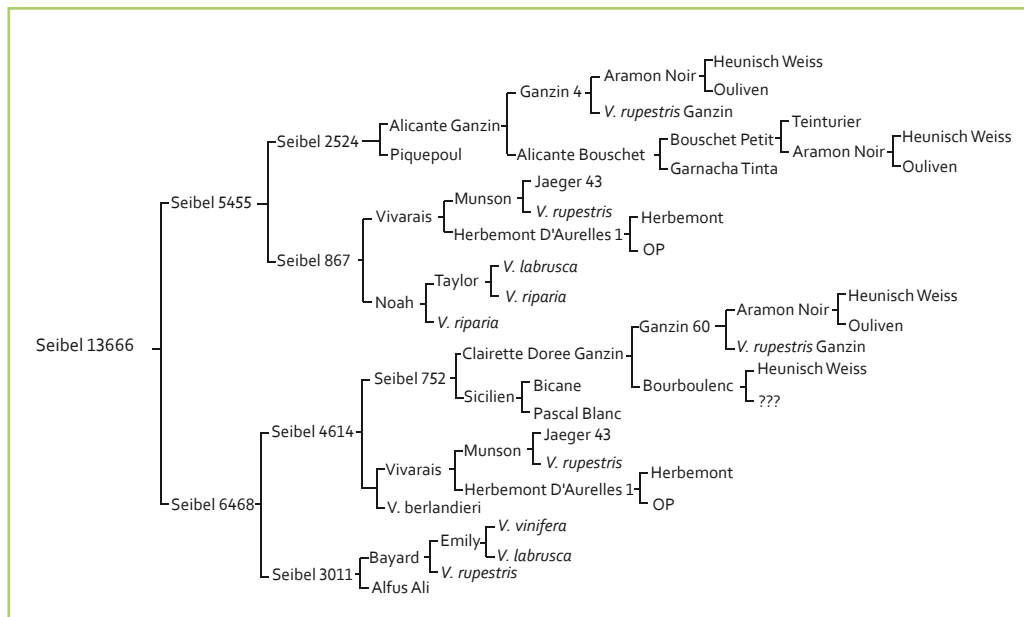 Heunisch Weiss
Aramon Noir
Ganzin 4
Ouliven
V. rupestris Ganzin
Teinturier
Alicante Ganzin
Bouschet Petit
Heunisch Weiss
Seibel 2524
Aramon Noir
Piquepoul
Alicante Bouschet
Garnacha Tinta
Ouliven
Jaeger 43
Munson
Seibel 5455
Vivarais
V. rupestris
Herbemont
Herbemont D'Aurelles 1
OP
Seibel 867
V. labrusca
Taylor
Noah
V. riparia
V. riparia
Seibel 13666
Heunisch Weiss
Aramon Noir
Ganzin 60
Ouliven
V. rupestris Ganzin
Clairette Doree Ganzin
Heunisch Weiss
Seibel 752
Bourboulenc
Bicane
Sicilien
???
Pascal Blanc
Seibel 4614
Jaeger 43
Munson
V. rupestris
Vivarais
Herbemont
Herbemont D'Aurelles 1
OP
Seibel 6468
V. berlandieri
V. vinifera
Emily
Bayard
V. labrusca
Seibel 3011
V. rupestris
Alfus Ali